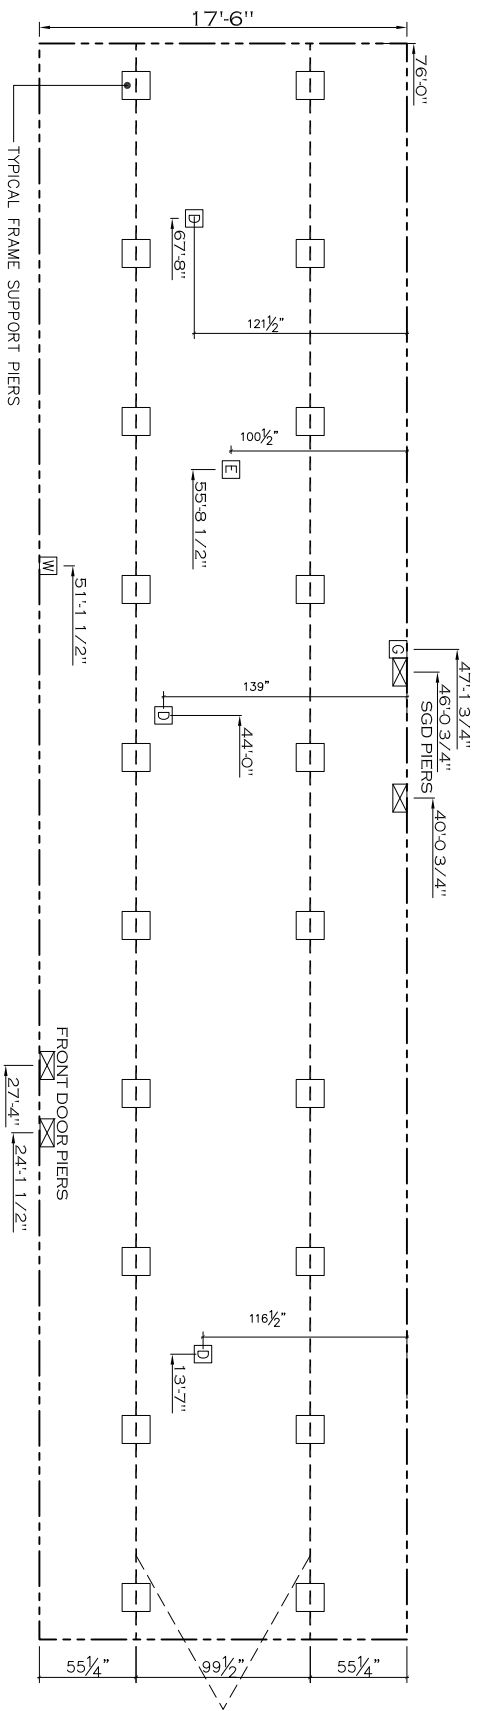 17'-6"
76'-0"
TYPICAL FRAME SUPPORT PIERS
D
67'-8"
121½"
100½"
E
55'-8 1/2"
W
51'-1 1/2"
G
47'-1 3/4"
46'-0 3/4"
SGD PIERS
139"
D
44'-0"
40'-0 3/4"
FRONT DOOR PIERS
27'-4"
24'-1 1/2"
116½"
D
13'-7"
55¼"
99½"
55¼"